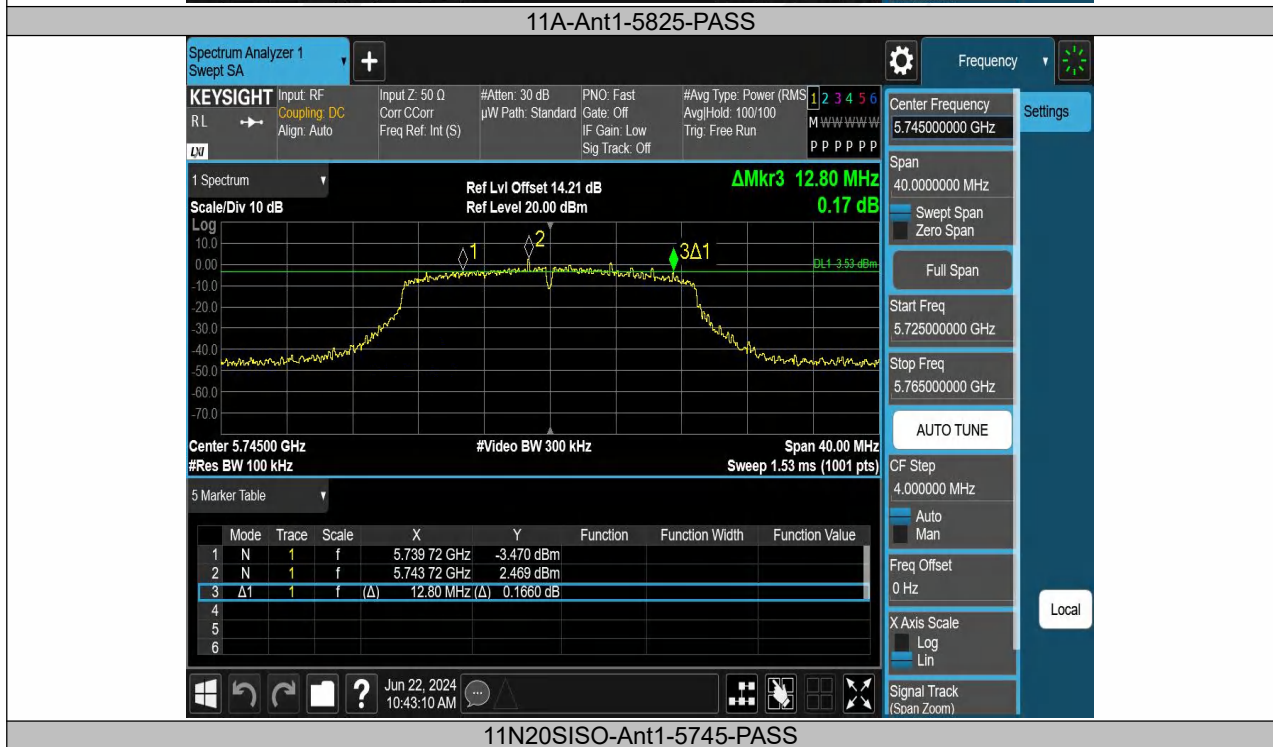 11A-Ant1-5825-PASS
Spectrum Analyzer 1
Swept SA
+
Frequency
KEYSIGHT
RL
LXI
Input: RF
Coupling: DC
Align: Auto
Input Z: 50 Ω
Corr CCorr
Freq Ref: Int (S)
#Atten: 30 dB
µW Path: Standard
PNO: Fast
Gate: Off
IF Gain: Low
Sig Track: Off
#Avg Type: Power (RMS
Avg|Hold: 100/100
Trig: Free Run
1 2 3 4 5 6
M W W W W W
P P P P P P
1 Spectrum
Scale/Div 10 dB
Ref Lvl Offset 14.21 dB
Ref Level 20.00 dBm
ΔMkr3 12.80 MHz
0.17 dB
Log
10.0
0.00
-10.0
-20.0
-30.0
-40.0
-50.0
-60.0
-70.0
1
2
3Δ1
DL1 -3.53 dBm
Center 5.74500 GHz
#Res BW 100 kHz
#Video BW 300 kHz
Span 40.00 MHz
Sweep 1.53 ms (1001 pts)
5 Marker Table
Mode Trace Scale X Y Function Function Width Function Value
1 N 1 f 5.739 72 GHz -3.470 dBm
2 N 1 f 5.743 72 GHz 2.469 dBm
3 Δ1 1 f (Δ) 12.80 MHz (Δ) 0.1660 dB
4
5
6
?
Jun 22, 2024
10:43:10 AM
Center Frequency
5.745000000 GHz
Span
40.0000000 MHz
Swept Span
Zero Span
Full Span
Start Freq
5.725000000 GHz
Stop Freq
5.765000000 GHz
AUTO TUNE
CF Step
4.000000 MHz
Auto
Man
Freq Offset
0 Hz
X Axis Scale
Log
Lin
Signal Track
(Span Zoom)
Settings
Local
11N20SISO-Ant1-5745-PASS